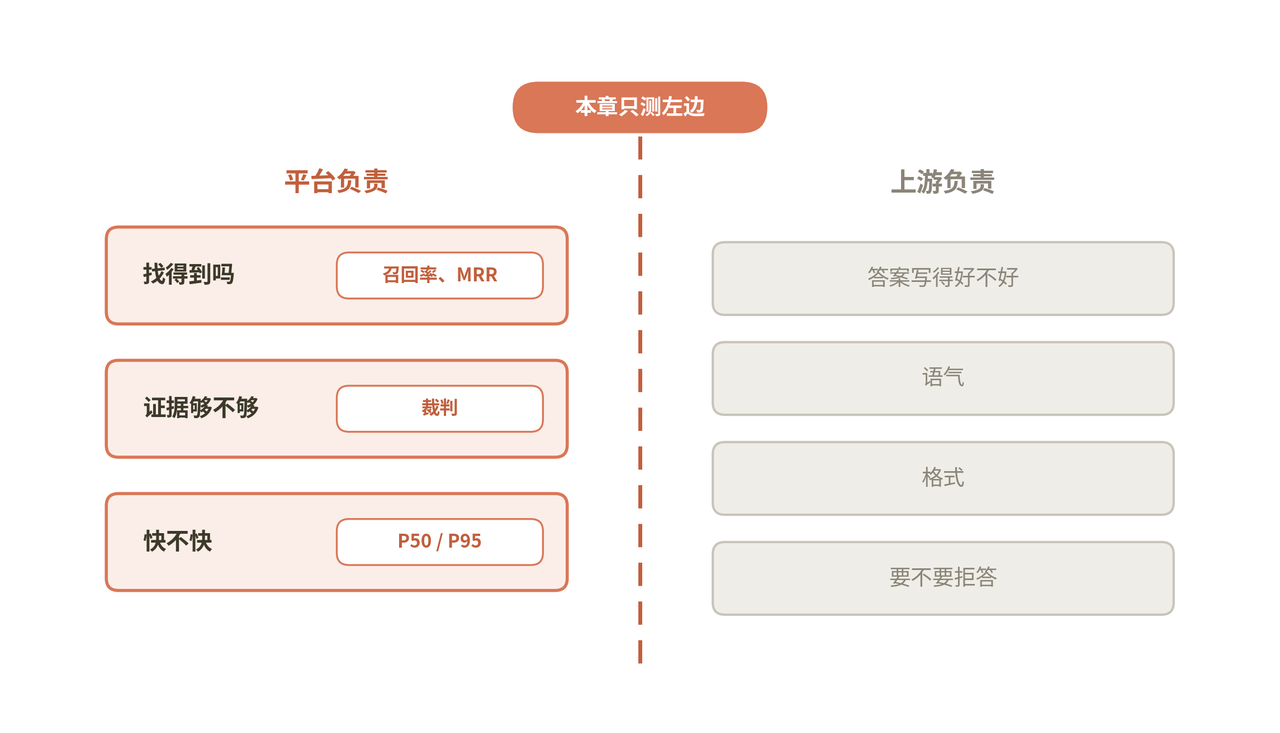 本章只测左边
平台负责
找得到吗
召回率、MRR
证据够不够
裁判
快不快
P50 / P95
上游负责
答案写得好不好
语气
格式
要不要拒答